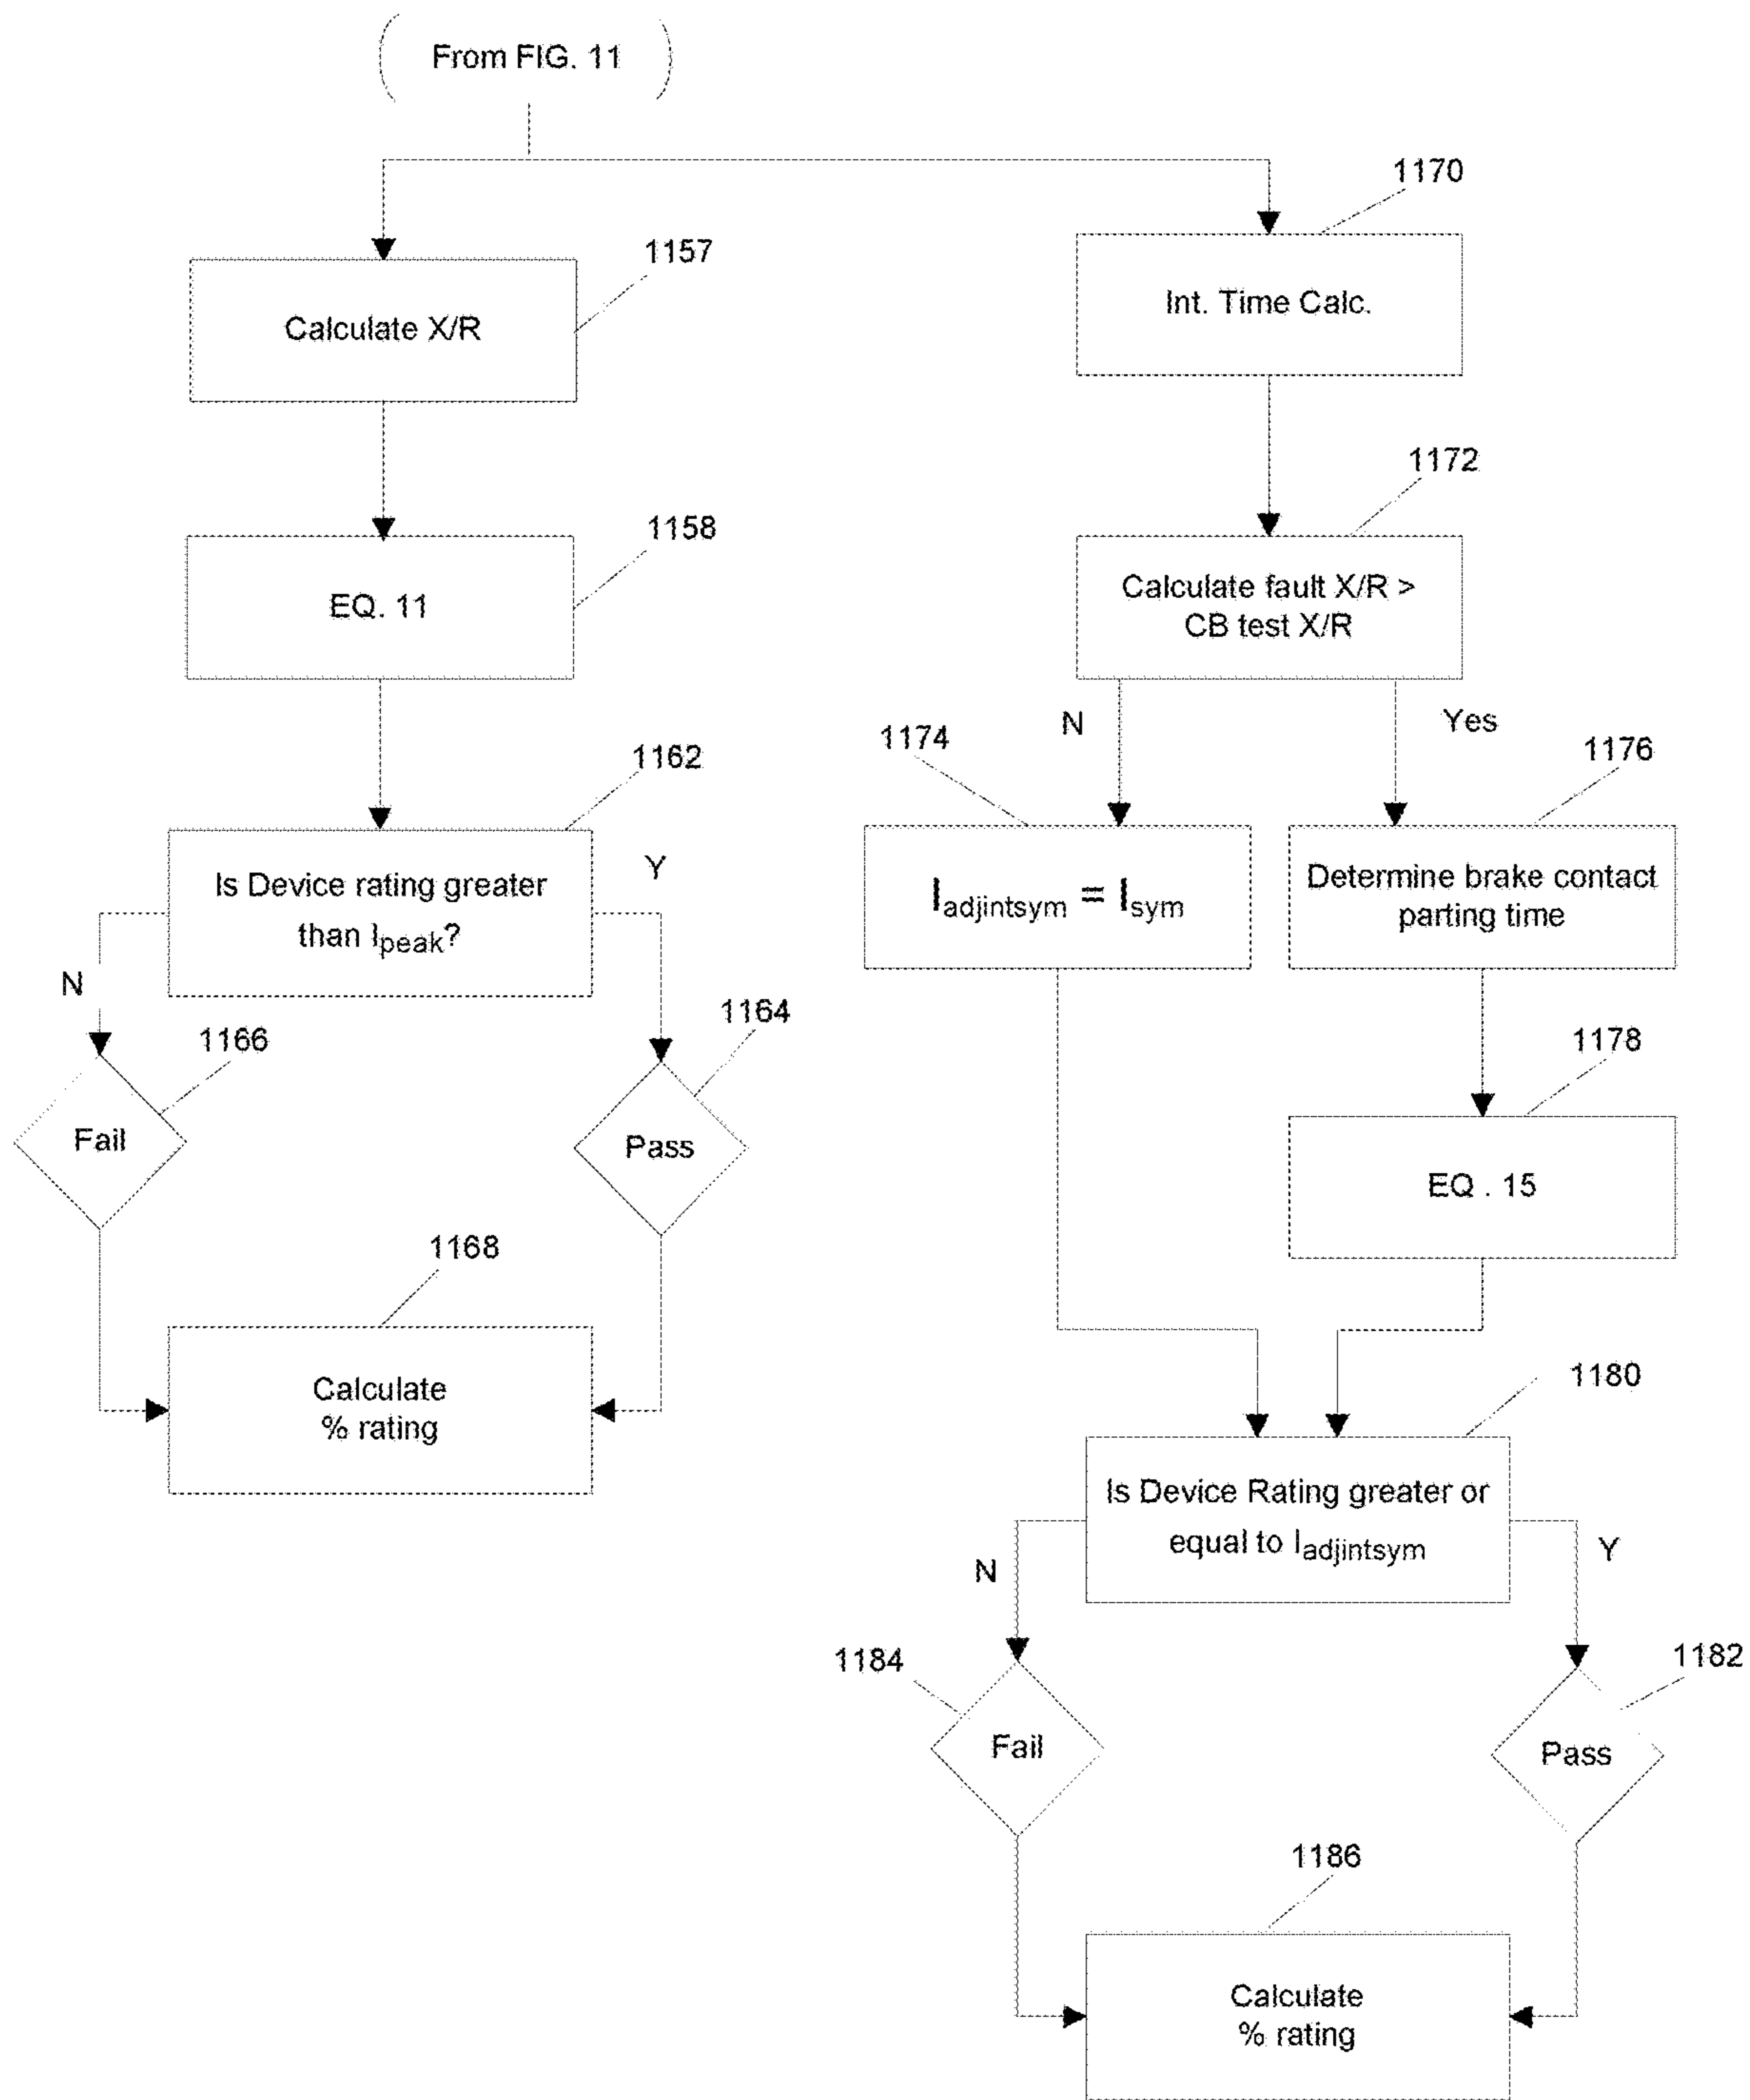 From FIG. 11
1170
1157
Calculate X/R
Int. Time Calc.
1172
1158
EQ. 11
Calculate fault X/R >
CB test X/R
N
Yes
1162
1174
1176
Is Device rating greater
than Ipeak?
Y
N
Iadjintsym = Isym
Determine brake contact
parting time
1166
1164
1178
Fail
Pass
EQ . 15
1168
Calculate
% rating
1180
Is Device Rating greater or
equal to Iadjintsym
N
Y
1184
1182
Fail
Pass
1186
Calculate
% rating